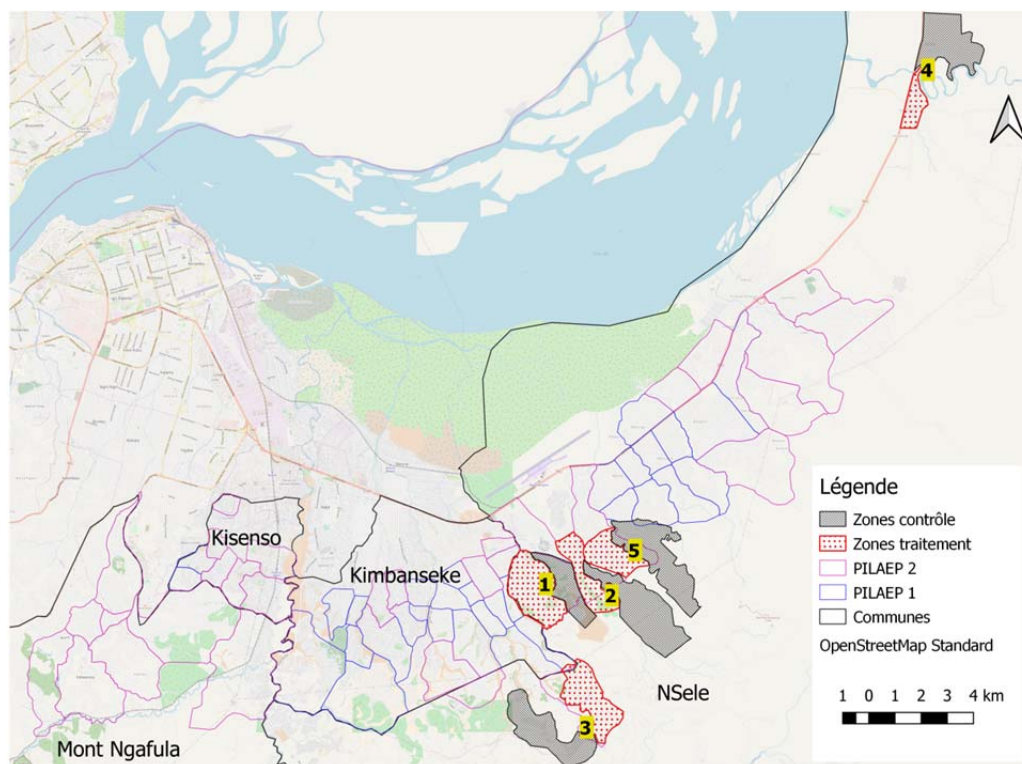 4
Kisenso
Kimbanseke
1
5
2
NSele
3
Mont Ngafula
Légende
Zones contrôle
Zones traitement
PILAEP 2
PILAEP 1
Communes
OpenStreetMap Standard
1 0 1 2 3 4 km